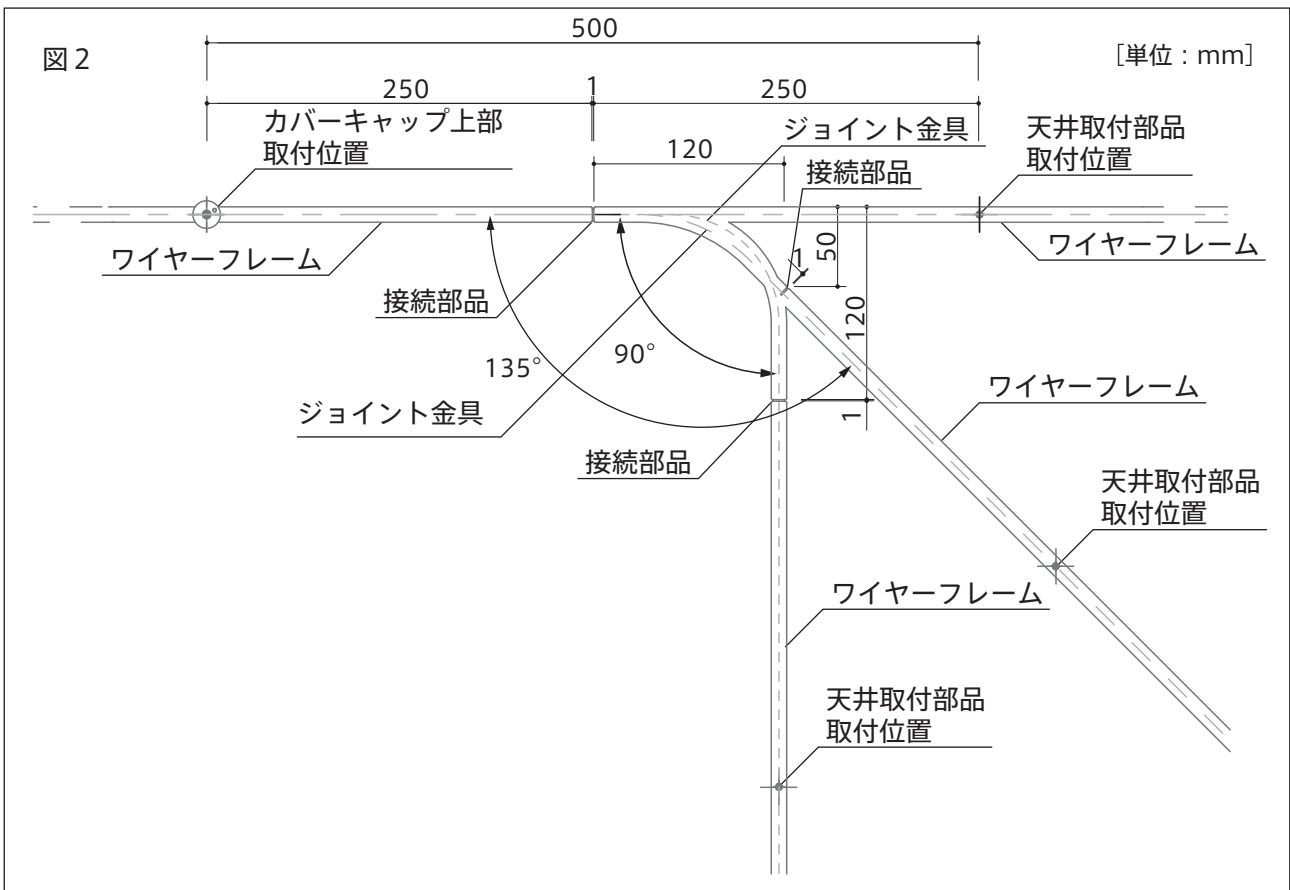 図2
500
[単位:mm]
250
1
250
カバーキャップ上部
取付位置
120
ジョイント金具
接続部品
天井取付部品
取付位置
ワイヤーフレーム
接続部品
50
1
ワイヤーフレーム
120
135°
90°
1
ジョイント金具
接続部品
ワイヤーフレーム
天井取付部品
取付位置
ワイヤーフレーム
天井取付部品
取付位置